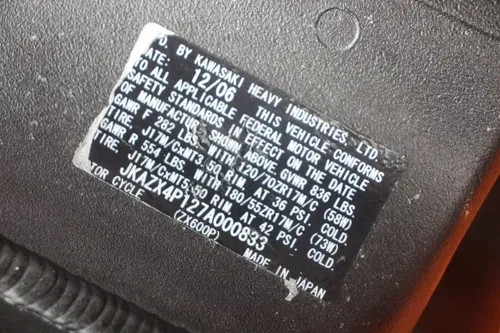 D. BY KAWASAKI HEAVY INDUSTRIES, LTD.
ATE: 12/06 THIS VEHICLE CONFORMS
TO ALL APPLICABLE FEDERAL MOTOR VEHICLE
SAFETY STANDARDS IN EFFECT ON THE DATE
OF MANUFACTURE SHOWN ABOVE. GVWR 836 LBS.
GAWR F 282 LBS. WITH 120/70ZR17M/C (58W)
TIRE, J17M/CxMT3.50 RIM, AT 36 PSI. COLD.
GAWR R 554 LBS. WITH 180/55ZR17M/C (73W)
TIRE, J17M/CxMT5.50 RIM, AT 42 PSI. COLD.
JKAZX4P127A000833
OTOR CYCLE (ZX600P) MADE IN JAPAN